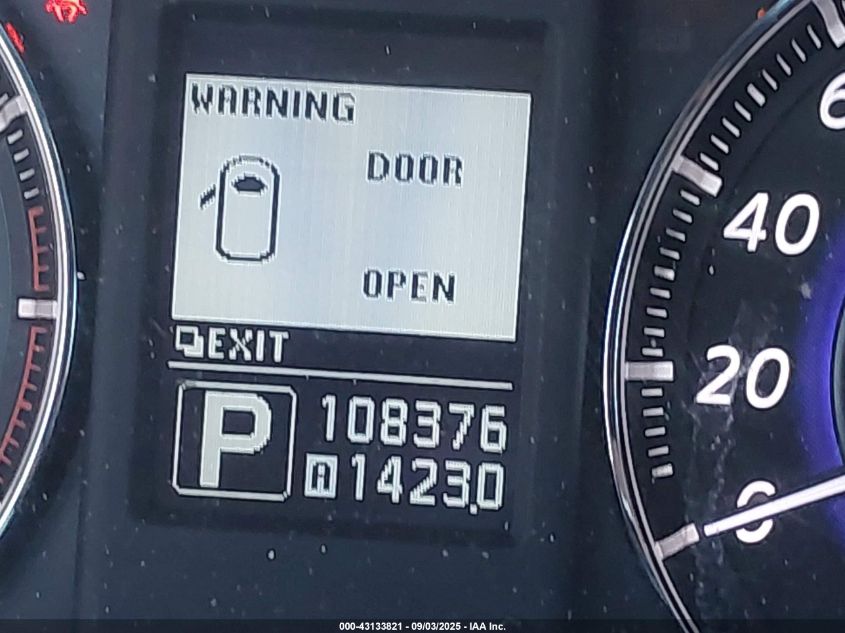 WARNING
DOOR
OPEN
EXIT
P
108376
A 1423.0
6
40
20
0
000-43133821 - 09/03/2025 - IAA Inc.